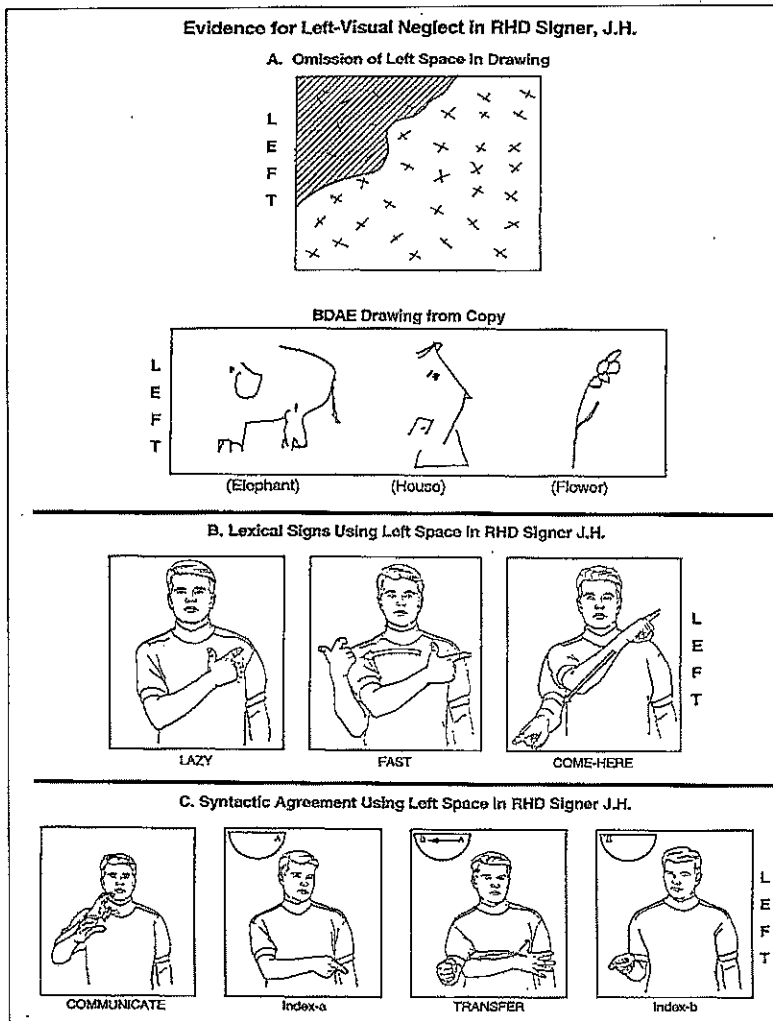 Evidence for Left-Visual Neglect in RHD Signer, J.H.
A. Omission of Left Space in Drawing
L
E
F
T
BDAE Drawing from Copy
L
E
F
T
(Elephant) (House) (Flower)
B. Lexical Signs Using Left Space in RHD Signer J.H.
L
E
F
T
LAZY FAST COME-HERE
C. Syntactic Agreement Using Left Space in RHD Signer J.H.
A B A B
L
E
F
T
COMMUNICATE Index-a TRANSFER Index-b